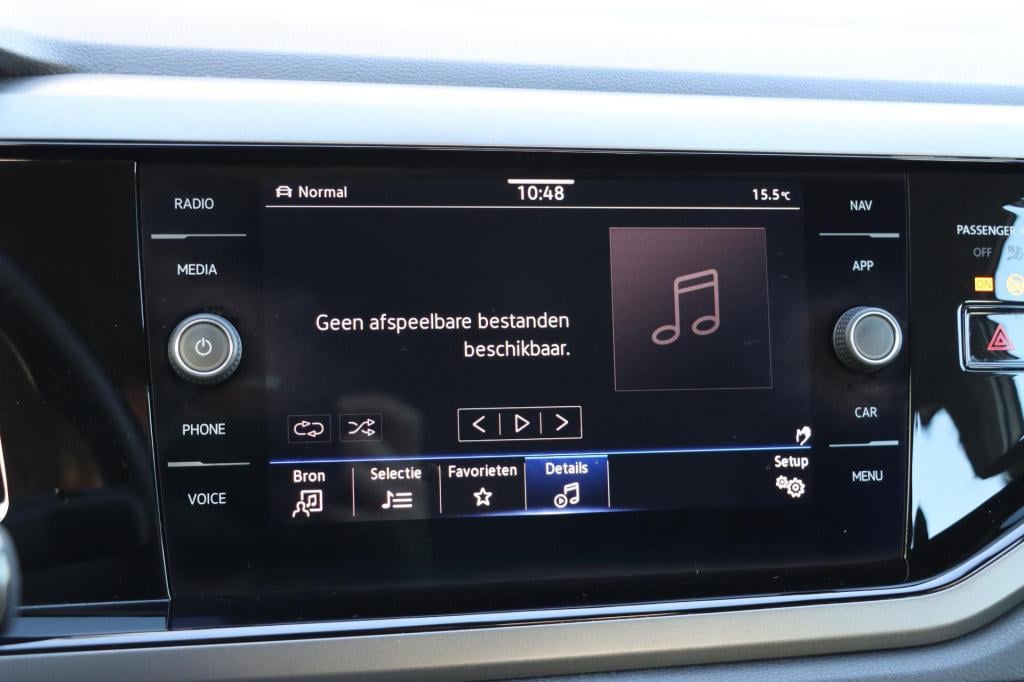 RADIO
MEDIA
PHONE
VOICE
Normal
10:48
15.5°C
Geen afspeelbare bestanden
beschikbaar.
Bron
Selectie
Favorieten
Details
Setup
NAV
APP
CAR
MENU
PASSENGER
OFF
ON